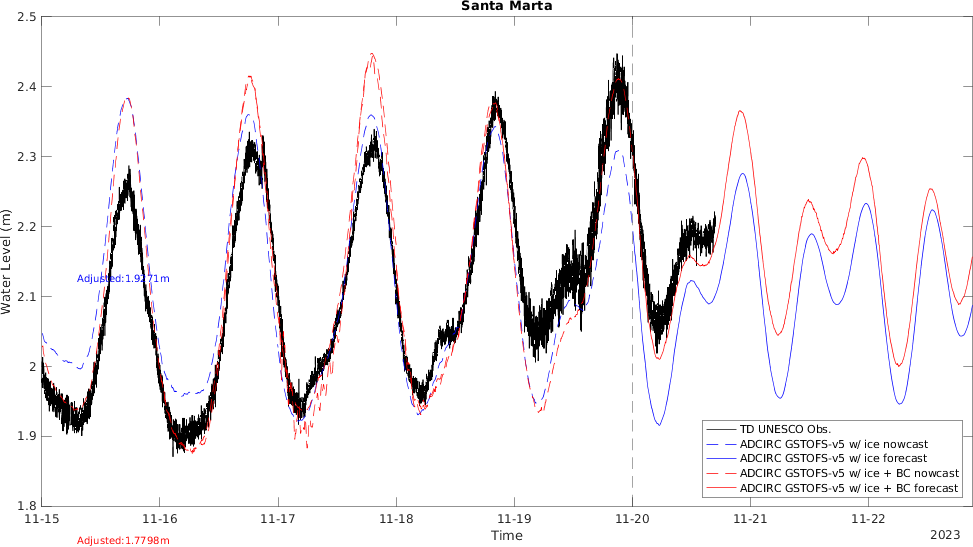 Santa Marta
2.5
2.4
2.3
2.2
2.1
2
1.9
1.8
Water Level (m)
Adjusted:1.9271m
TD UNESCO Obs.
ADCIRC GSTOFS-v5 w/ ice nowcast
ADCIRC GSTOFS-v5 w/ ice forecast
ADCIRC GSTOFS-v5 w/ ice + BC nowcast
ADCIRC GSTOFS-v5 w/ ice + BC forecast
11-15 11-16 11-17 11-18 11-19 11-20 11-21 11-22
Time
2023
Adjusted:1.7798m